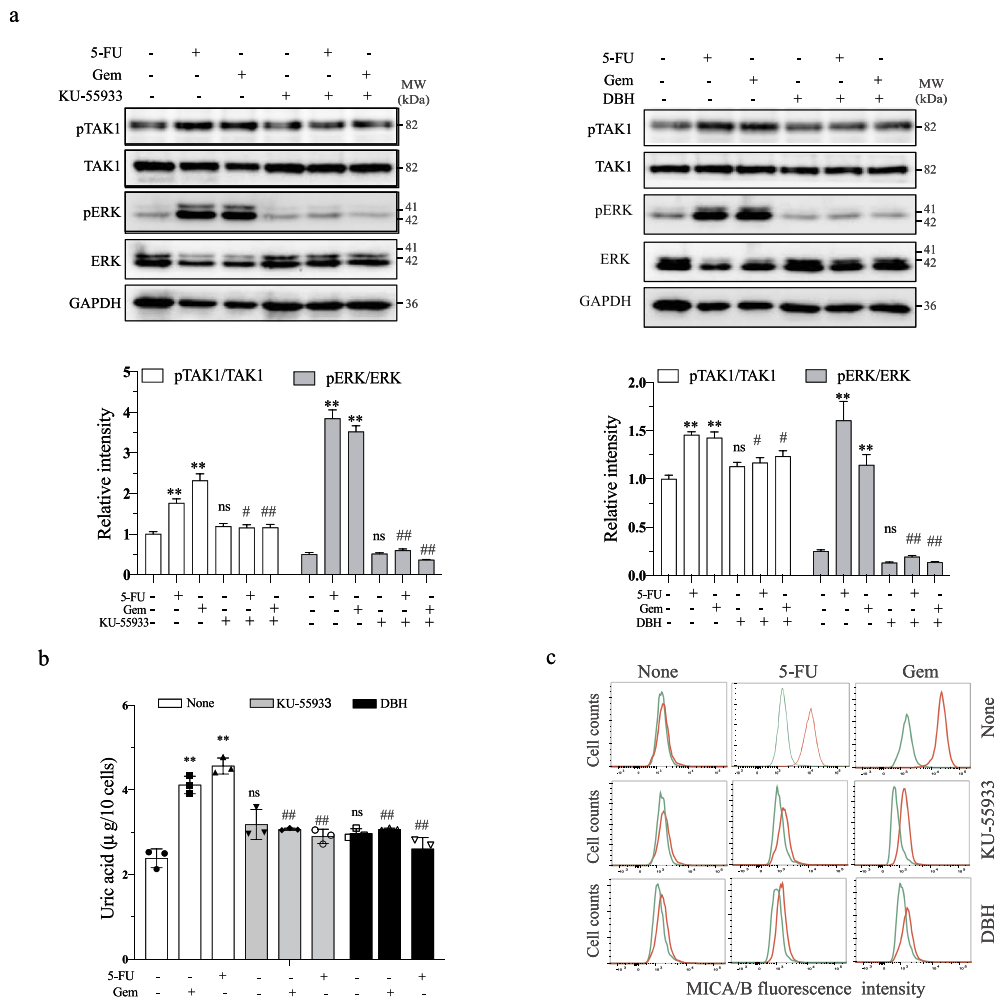 a
5-FU - + - - + -
Gem - - + - - +
KU-55933 - - - + + +
MW
(kDa)
pTAK1 82
TAK1 82
pERK 41
42
ERK 41
42
GAPDH 36
5-FU - + - - + -
Gem - - + - - +
DBH - - - + + +
MW
(kDa)
pTAK1 82
TAK1 82
pERK 41
42
ERK 41
42
GAPDH 36
pTAK1/TAK1 pERK/ERK
Relative intensity
5
4
3
2
1
0
** ** ns # ## ** ** ns ## ##
5-FU - + - - + - - + - - + -
Gem - - + - - + - - + - - +
KU-55933 - - - + + + - - - + + +
pTAK1/TAK1 pERK/ERK
Relative intensity
2.0
1.5
1.0
0.5
0.0
** ** ns # # ** ** ns ## ##
5-FU - + - - + - - + - - + -
Gem - - + - - + - - + - - +
DBH - - - + + + - - - + + +
b
None KU-55933 DBH
Uric acid (μ g/10 cells)
6
4
2
0
** ** ns ## ## ns ## ##
5-FU - - + - - + - - +
Gem - + - - + - - + -
c
None 5-FU Gem
Cell counts
None
Cell counts
KU-55933
Cell counts
DBH
MICA/B fluorescence intensity